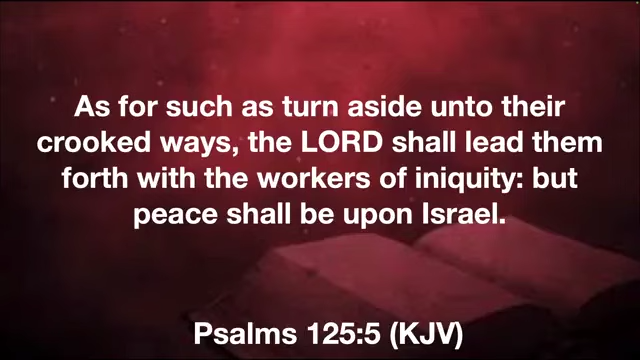 As for such as turn aside unto their
crooked ways, the LORD shall lead them
forth with the workers of iniquity: but
peace shall be upon Israel.
Psalms 125:5 (KJV)